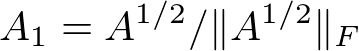 A_1 = A^{1/2} / \|A^{1/2}\|_F